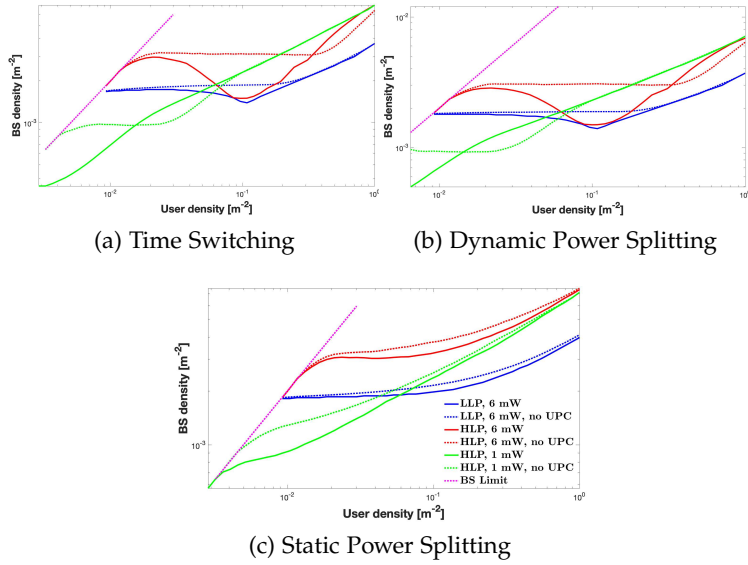 BS density [m⁻²]
10⁻³
10⁻² 10⁻¹ 10⁰
User density [m⁻²]
(a) Time Switching
BS density [m⁻²]
10⁻²
10⁻³
10⁻² 10⁻¹ 10⁰
User density [m⁻²]
(b) Dynamic Power Splitting
BS density [m⁻²]
10⁻³
10⁻² 10⁻¹ 10⁰
User density [m⁻²]
LLP, 6 mW
LLP, 6 mW, no UPC
HLP, 6 mW
HLP, 6 mW, no UPC
HLP, 1 mW
HLP, 1 mW, no UPC
BS Limit
(c) Static Power Splitting